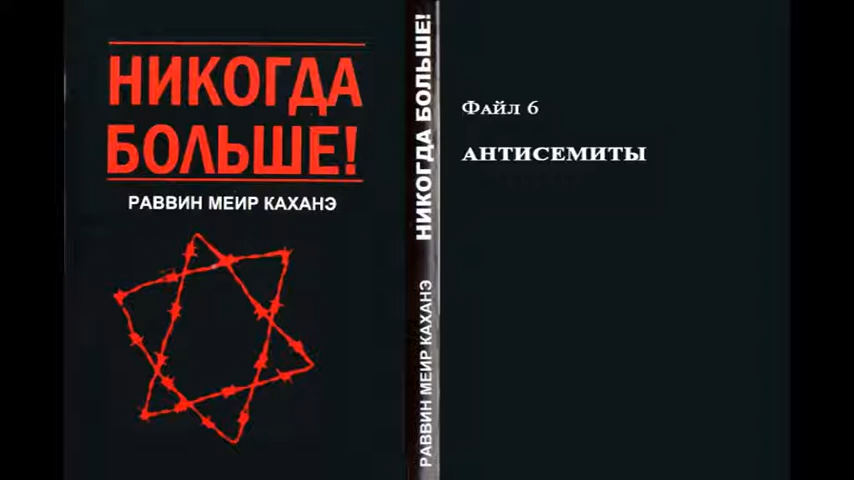 НИКОГДА
БОЛЬШЕ!
РАВВИН МЕИР КАХАНЭ
НИКОГДА БОЛЬШЕ!
РАВВИН МЕИР КАХАНЭ
Файл 6
АНТИСЕМИТЫ